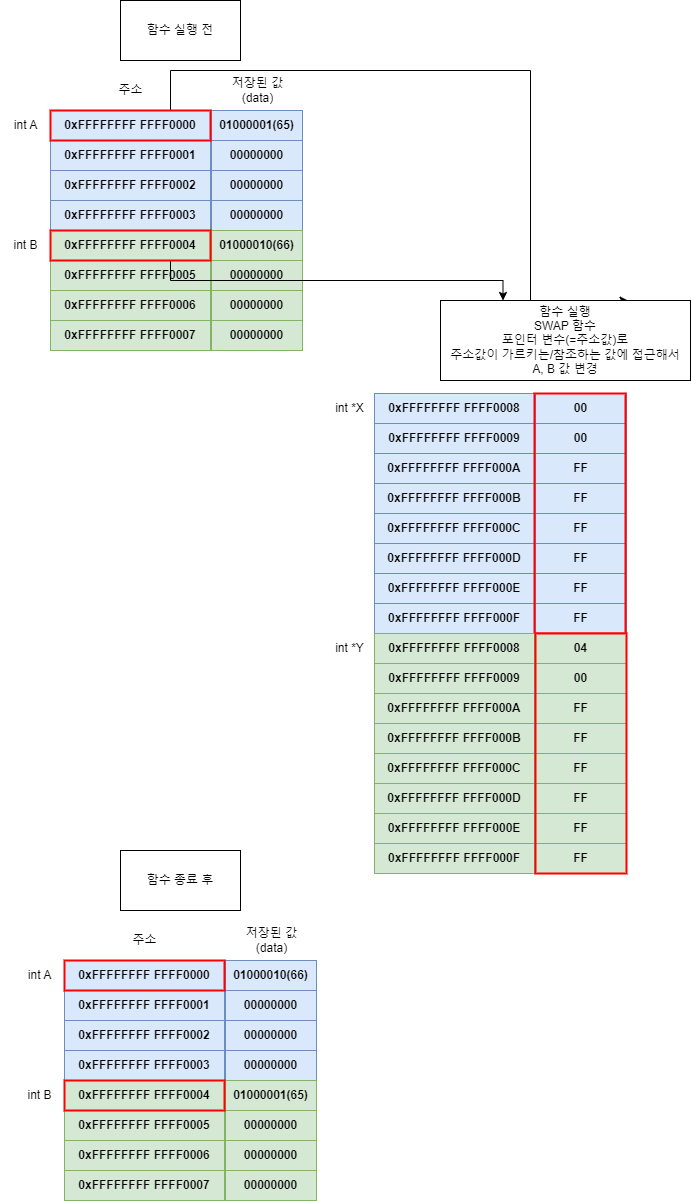 함수 실행 전
주소
저장된 값
(data)
int A
0xFFFFFFFF FFFF0000
01000001(65)
0xFFFFFFFF FFFF0001
00000000
0xFFFFFFFF FFFF0002
00000000
0xFFFFFFFF FFFF0003
00000000
int B
0xFFFFFFFF FFFF0004
01000010(66)
0xFFFFFFFF FFFF0005
00000000
0xFFFFFFFF FFFF0006
00000000
0xFFFFFFFF FFFF0007
00000000
함수 실행
SWAP 함수
포인터 변수(=주소값)로
주소값이 가르키는/참조하는 값에 접근해서
A, B 값 변경
int *X
0xFFFFFFFF FFFF0008
00
0xFFFFFFFF FFFF0009
00
0xFFFFFFFF FFFF000A
FF
0xFFFFFFFF FFFF000B
FF
0xFFFFFFFF FFFF000C
FF
0xFFFFFFFF FFFF000D
FF
0xFFFFFFFF FFFF000E
FF
0xFFFFFFFF FFFF000F
FF
int *Y
0xFFFFFFFF FFFF0008
04
0xFFFFFFFF FFFF0009
00
0xFFFFFFFF FFFF000A
FF
0xFFFFFFFF FFFF000B
FF
0xFFFFFFFF FFFF000C
FF
0xFFFFFFFF FFFF000D
FF
0xFFFFFFFF FFFF000E
FF
0xFFFFFFFF FFFF000F
FF
함수 종료 후
주소
저장된 값
(data)
int A
0xFFFFFFFF FFFF0000
01000010(66)
0xFFFFFFFF FFFF0001
00000000
0xFFFFFFFF FFFF0002
00000000
0xFFFFFFFF FFFF0003
00000000
int B
0xFFFFFFFF FFFF0004
01000001(65)
0xFFFFFFFF FFFF0005
00000000
0xFFFFFFFF FFFF0006
00000000
0xFFFFFFFF FFFF0007
00000000